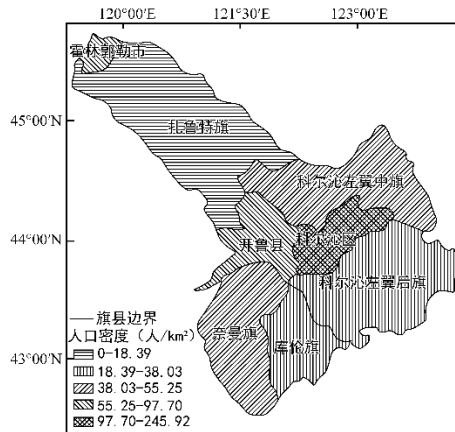 120°00′E 121°30′E 123°00′E
霍林郭勒市
45°00′N
扎鲁特旗
科尔沁左翼中旗
44°00′N
开鲁县
科尔沁区
科尔沁左翼后旗
奈曼旗
库伦旗
43°00′N
旗县边界
人口密度（人/km²）
0-18.39
18.39-38.03
38.03-55.25
55.25-97.70
97.70-245.92